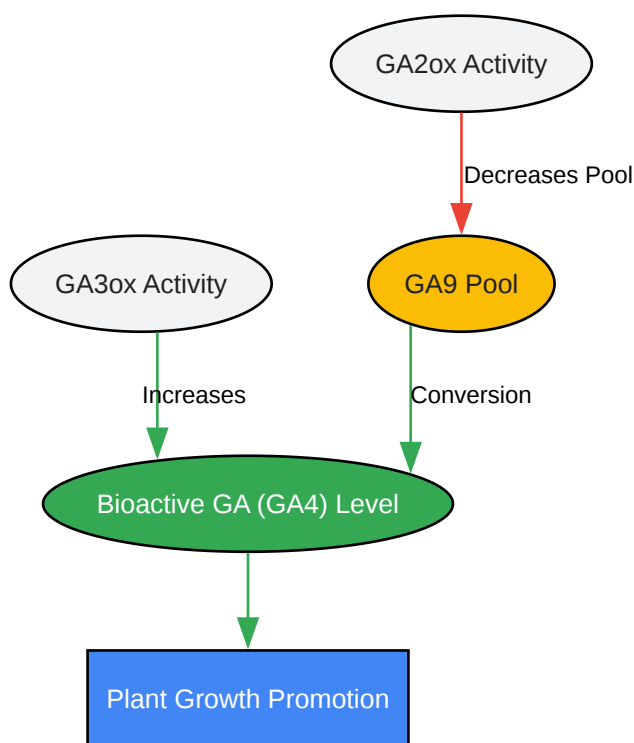 GA2ox Activity
Decreases Pool
GA3ox Activity
GA9 Pool
Increases
Conversion
Bioactive GA (GA4) Level
Plant Growth Promotion